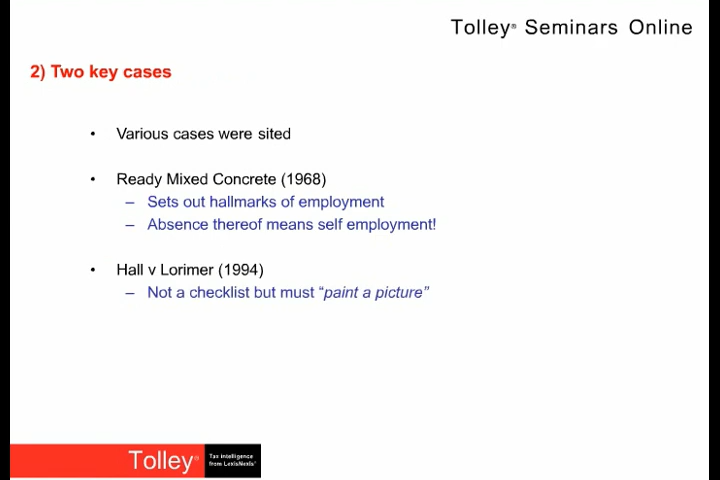 Tolley® Seminars Online
2) Two key cases
• Various cases were sited
• Ready Mixed Concrete (1968)
– Sets out hallmarks of employment
– Absence thereof means self employment!
• Hall v Lorimer (1994)
– Not a checklist but must “paint a picture”
Tolley®
Tax intelligence
from LexisNexis®